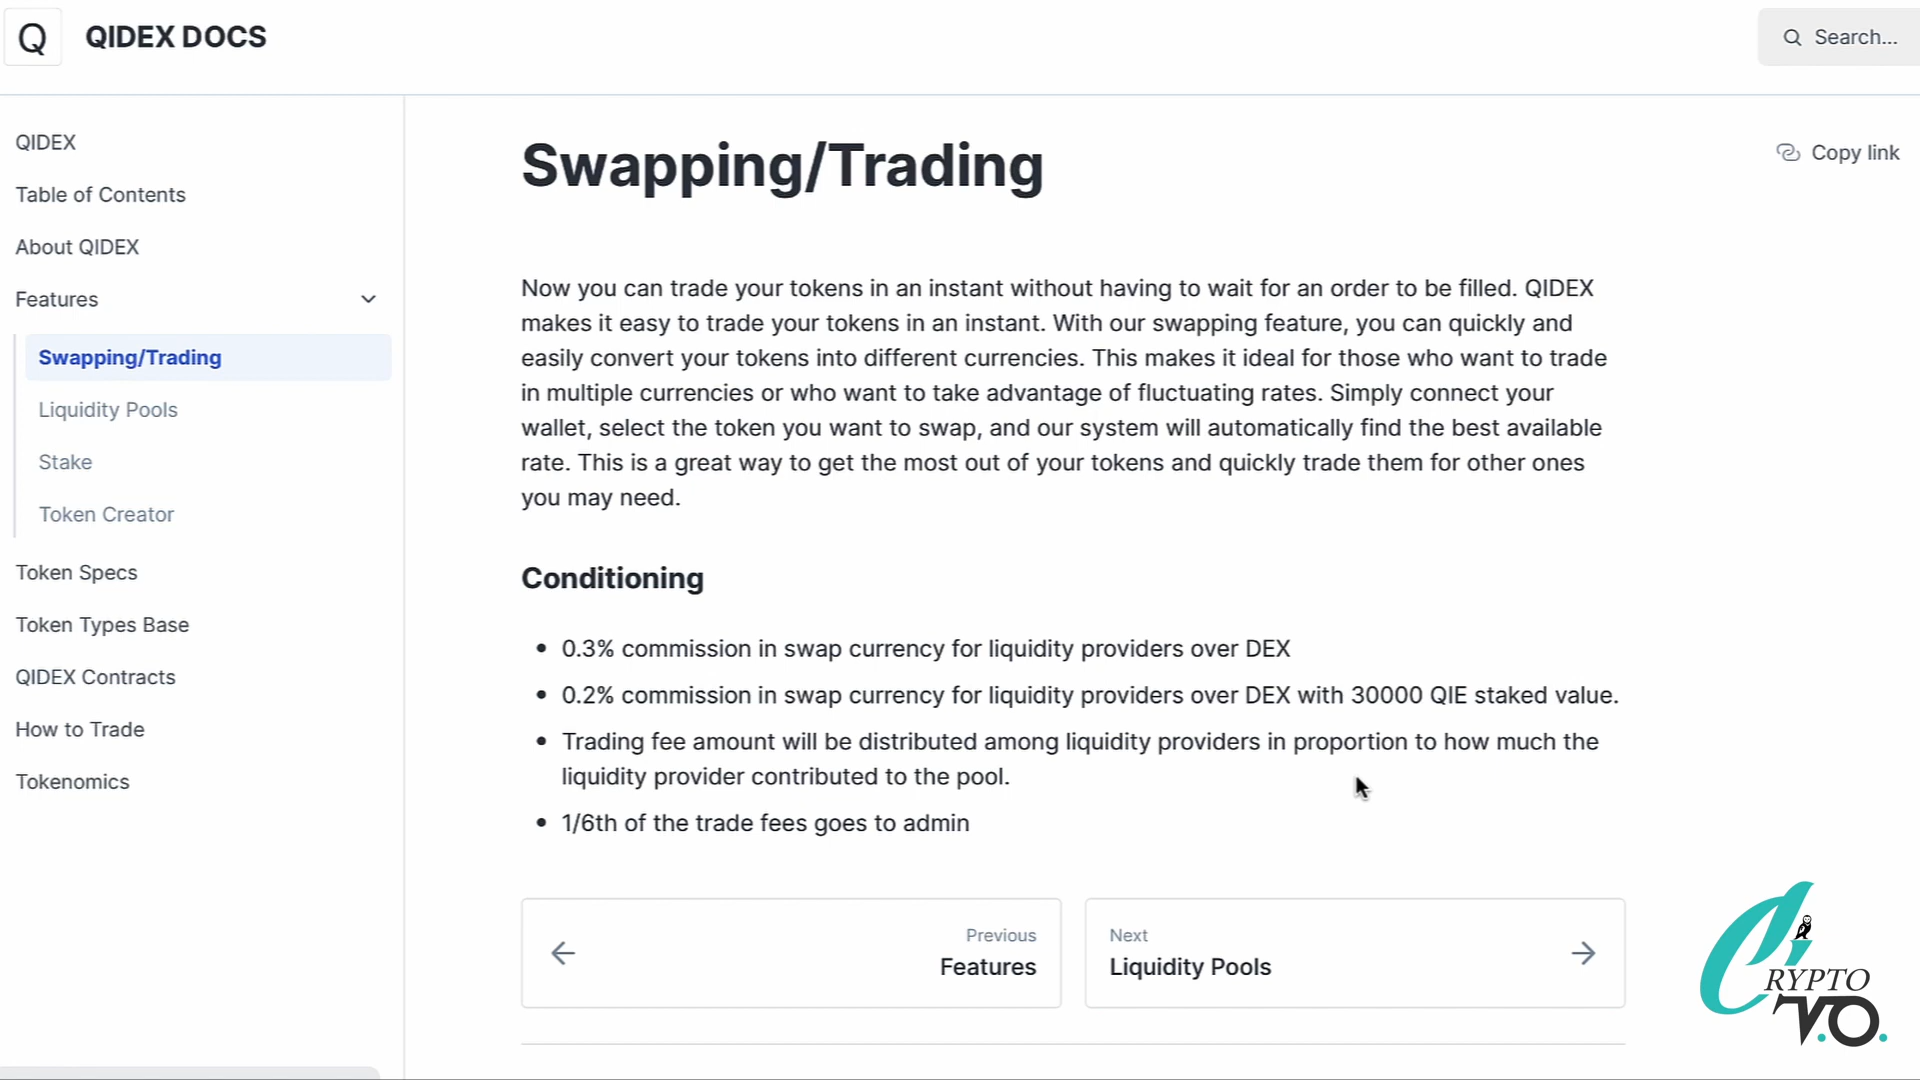 Q QIDEX DOCS
Search...
QIDEX
Table of Contents
About QIDEX
Features
Swapping/Trading
Liquidity Pools
Stake
Token Creator
Token Specs
Token Types Base
QIDEX Contracts
How to Trade
Tokenomics
Swapping/Trading
Copy link
Now you can trade your tokens in an instant without having to wait for an order to be filled. QIDEX
makes it easy to trade your tokens in an instant. With our swapping feature, you can quickly and
easily convert your tokens into different currencies. This makes it ideal for those who want to trade
in multiple currencies or who want to take advantage of fluctuating rates. Simply connect your
wallet, select the token you want to swap, and our system will automatically find the best available
rate. This is a great way to get the most out of your tokens and quickly trade them for other ones
you may need.
Conditioning
• 0.3% commission in swap currency for liquidity providers over DEX
• 0.2% commission in swap currency for liquidity providers over DEX with 30000 QIE staked value.
• Trading fee amount will be distributed among liquidity providers in proportion to how much the
liquidity provider contributed to the pool.
• 1/6th of the trade fees goes to admin
Previous
Features
Next
Liquidity Pools
CRYPTO
V.O.